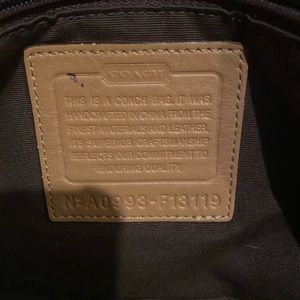 COACH
THIS IS A COACH BAG. IT WAS
HANDCRAFTED IN CHINA FROM THE
FINEST MATERIALS AND LEATHER.
ITS SUPERIOR CRAFTSMANSHIP
REFLECTS OUR COMMITMENT TO
ENDURING QUALITY.
Nº A0993-F13119